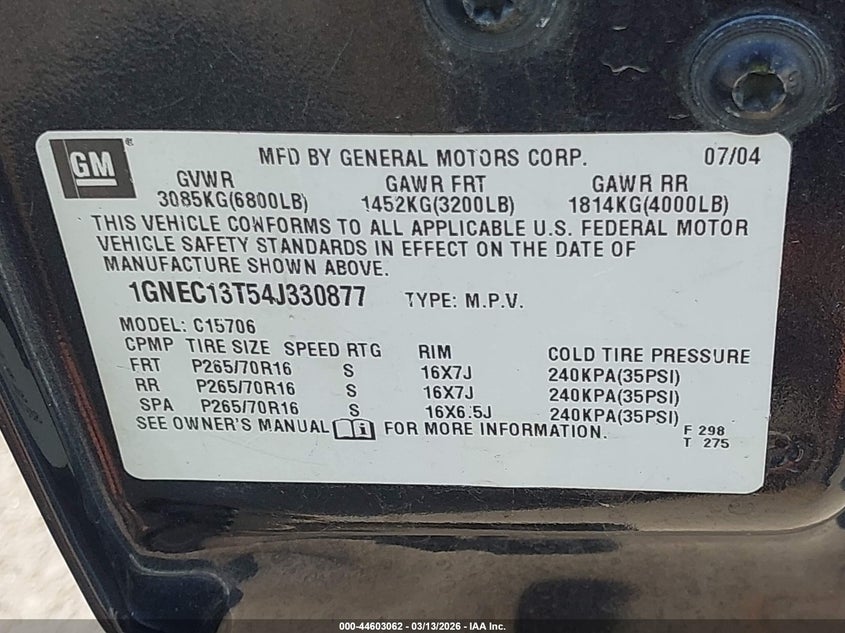 GM
MFD BY GENERAL MOTORS CORP. 07/04
GVWR GAWR FRT GAWR RR
3085KG(6800LB) 1452KG(3200LB) 1814KG(4000LB)
THIS VEHICLE CONFORMS TO ALL APPLICABLE U.S. FEDERAL MOTOR
VEHICLE SAFETY STANDARDS IN EFFECT ON THE DATE OF
MANUFACTURE SHOWN ABOVE.
1GNEC13T54J330877 TYPE: M.P.V.
MODEL: C15706
CPMP TIRE SIZE SPEED RTG RIM COLD TIRE PRESSURE
FRT P265/70R16 S 16X7J 240KPA(35PSI)
RR P265/70R16 S 16X7J 240KPA(35PSI)
SPA P265/70R16 S 16X6.5J 240KPA(35PSI)
SEE OWNER'S MANUAL FOR MORE INFORMATION.
F 298
T 275
000-44603062 — 03/13/2026 — IAA Inc.